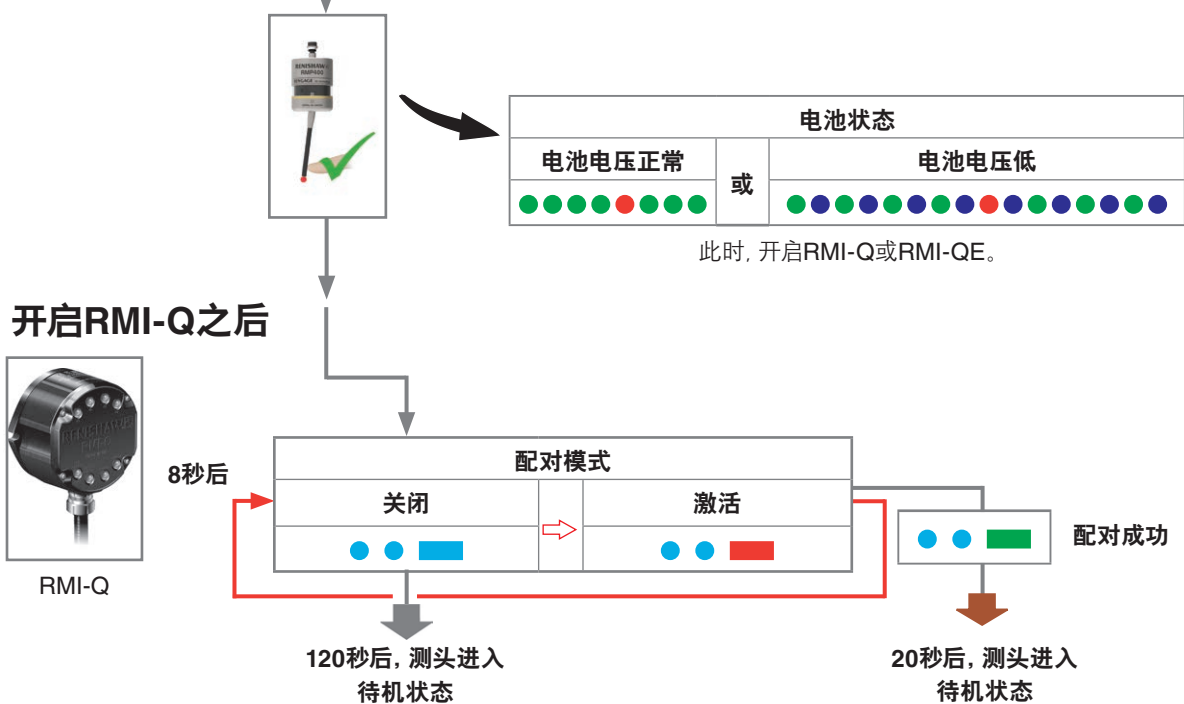 RENISHAW
RMP400
电池状态
电池电压正常
或
电池电压低
此时, 开启RMI-Q或RMI-QE。
开启RMI-Q之后
RENISHAW
RMI-Q
8秒后
配对模式
关闭
激活
配对成功
120秒后, 测头进入
待机状态
20秒后, 测头进入
待机状态